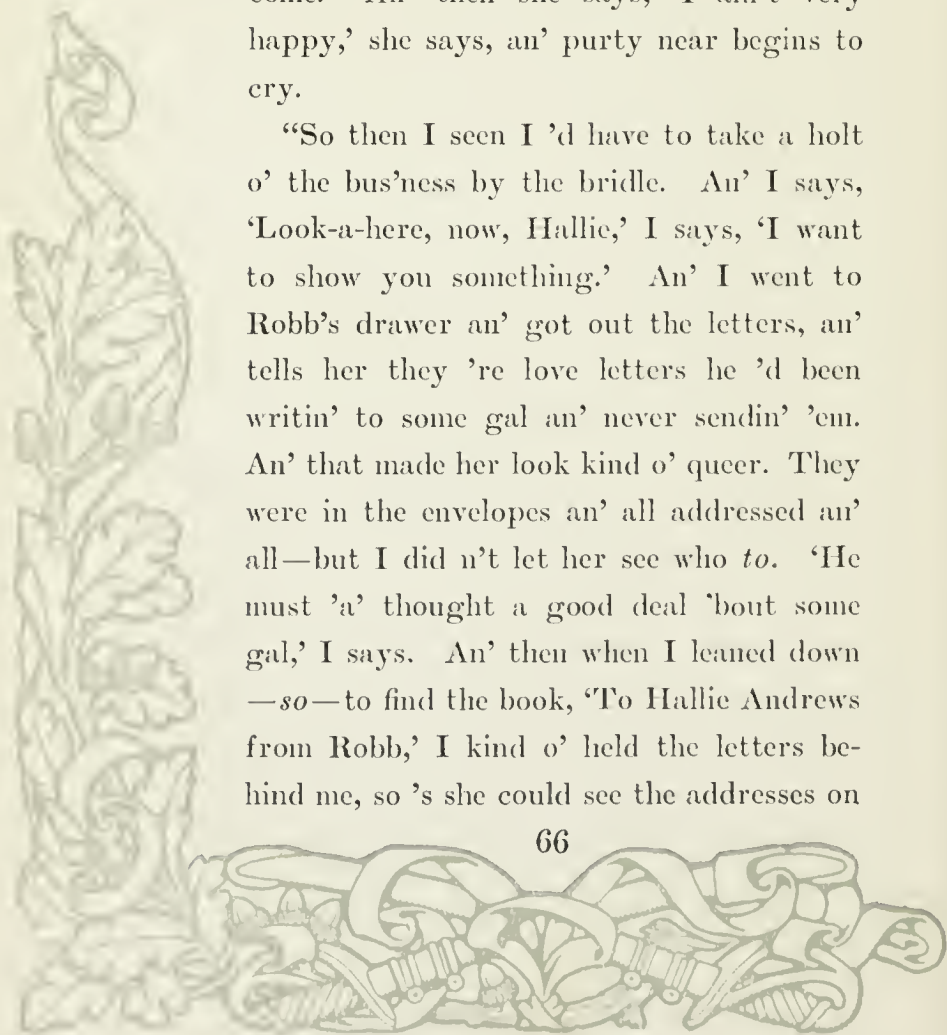 happy,’ she says, an’ purty near begins to
cry.
“So then I seen I ’d have to take a holt
o’ the bus’ness by the bridle. An’ I says,
‘Look-a-here, now, Hallie,’ I says, ‘I want
to show you something.’ An’ I went to
Robb’s drawer an’ got out the letters, an’
tells her they ’re love letters he ’d been
writin’ to some gal an’ never sendin’ ’em.
An’ that made her look kind o’ queer. They
were in the envelopes an’ all addressed an’
all—but I did n’t let her see who to. ‘He
must ’a’ thought a good deal ’bout some
gal,’ I says. An’ then when I leaned down
—so—to find the book, ‘To Hallie Andrews
from Robb,’ I kind o’ held the letters be-
hind me, so ’s she could see the addresses on
66